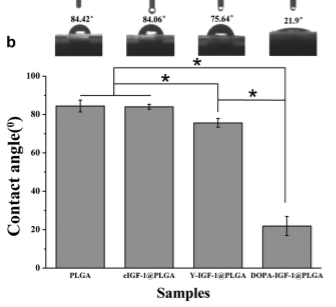 84.42° 84.06° 75.64° 21.9°
b
* * *
Contact angle(⁰)
100
80
60
40
20
0
PLGA cIGF-1@PLGA Y-IGF-1@PLGA DOPA-IGF-1@PLGA
Samples